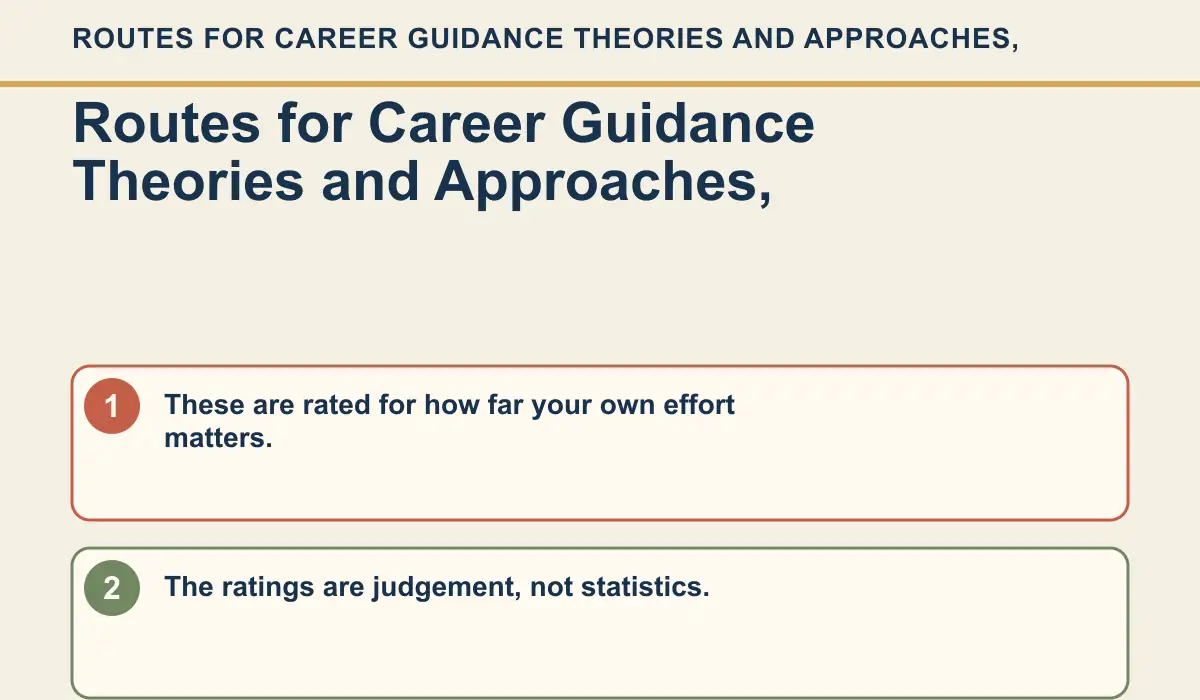 ROUTES FOR CAREER GUIDANCE THEORIES AND APPROACHES,
Routes for Career Guidance
Theories and Approaches,
1
These are rated for how far your own effort
matters.
2
The ratings are judgement, not statistics.